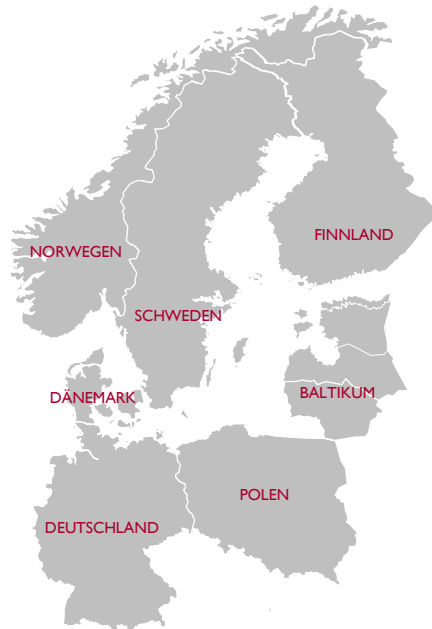 FINNLAND
NORWEGEN
SCHWEDEN
DÄNEMARK
BALTIKUM
POLEN
DEUTSCHLAND